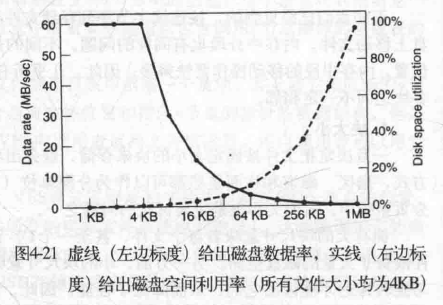 60
50
40
30
20
10
0
Data rate (MB/sec)
100%
80%
60%
40%
20%
0%
Disk space utilization
1 KB 4 KB 16 KB 64 KB 256 KB 1MB
图4-21 虚线(左边标度)给出磁盘数据率,实线(右边标
度)给出磁盘空间利用率(所有文件大小均为4KB)